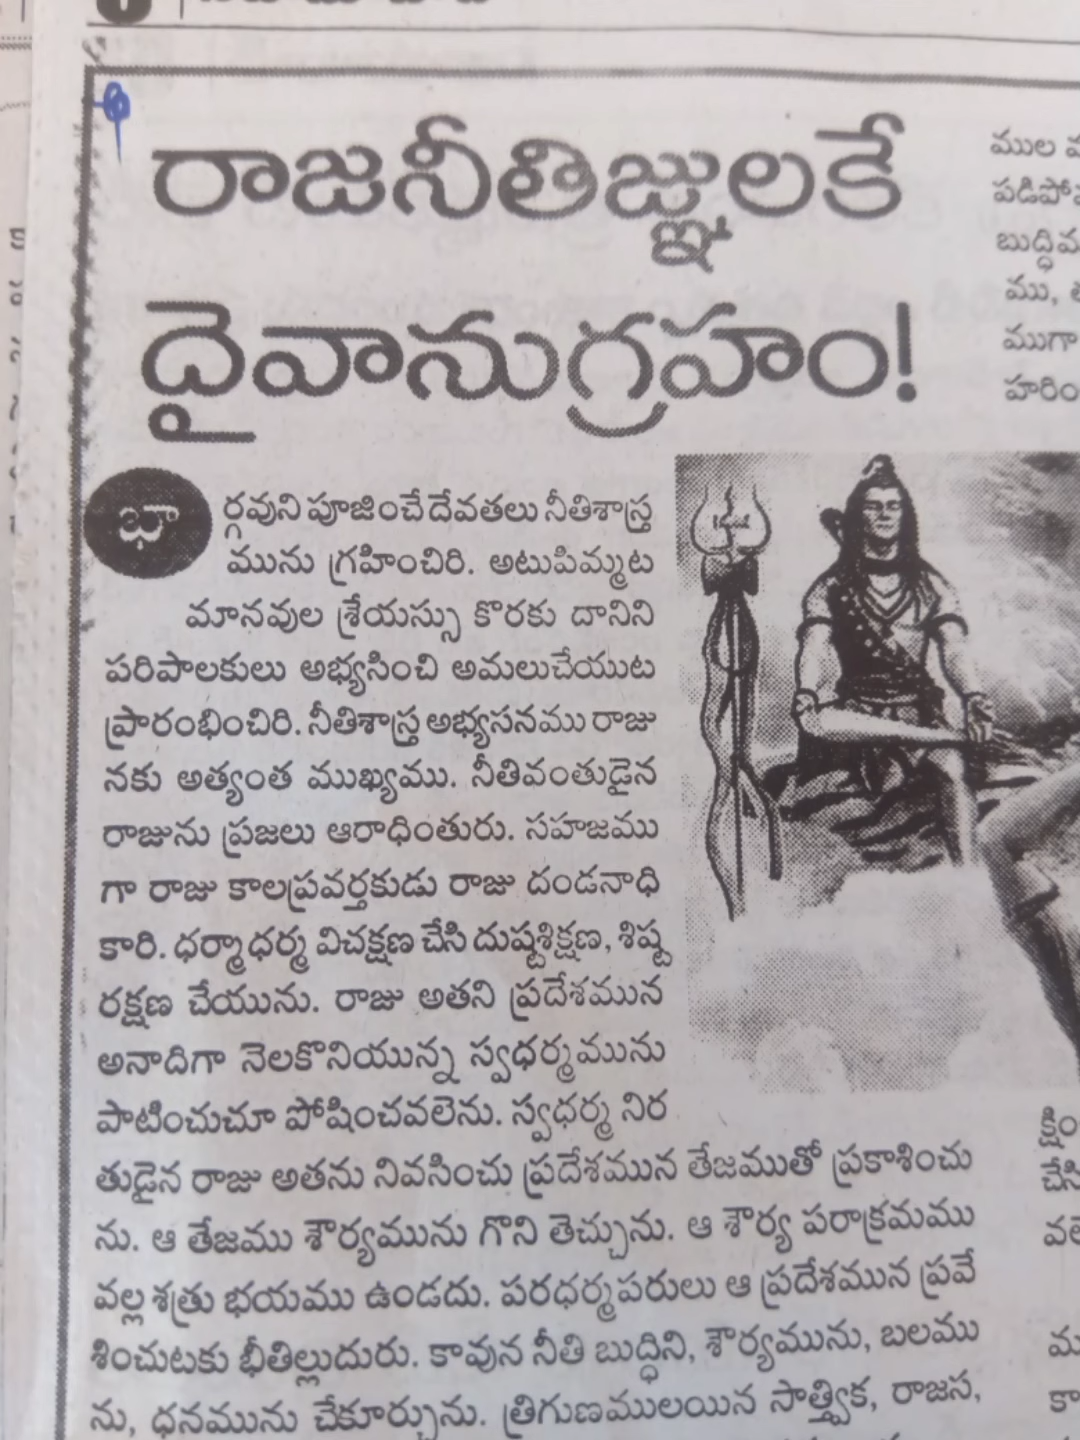 రాజనీతిజ్ఞులకే
దైవానుగ్రహం!
భార్గవుని పూజించే దేవతలు నీతిశాస్త్ర
మును గ్రహించిరి. అటుపిమ్మట
మానవుల శ్రేయస్సు కొరకు దానిని
పరిపాలకులు అభ్యసించి అమలుచేయుట
ప్రారంభించిరి. నీతిశాస్త్ర అభ్యసనము రాజు
నకు అత్యంత ముఖ్యము. నీతివంతుడైన
రాజును ప్రజలు ఆరాధింతురు. సహజము
గా రాజు కాలప్రవర్తకుడు రాజు దండనాధి
కారి. ధర్మాధర్మ విచక్షణ చేసి దుష్టశిక్షణ, శిష్ట
రక్షణ చేయును. రాజు అతని ప్రదేశమున
అనాదిగా నెలకొనియున్న స్వధర్మమును
పాటించుచూ పోషించవలెను. స్వధర్మ నిర
తుడైన రాజు అతను నివసించు ప్రదేశమున తేజముతో ప్రకాశించు
ను. ఆ తేజము శౌర్యమును గొని తెచ్చును. ఆ శౌర్య పరాక్రమము
వల్ల శత్రు భయము ఉండదు. పరధర్మపరులు ఆ ప్రదేశమున ప్రవే
శించుటకు భీతిల్లుదురు. కావున నీతి బుద్ధిని, శౌర్యమును, బలము
ను, ధనమును చేకూర్చును. త్రిగుణములయిన సాత్త్విక, రాజస,
ముల
పడిపో
బుద్ధి
ము,
ముగా
హరిం
క్షిం
చేసి